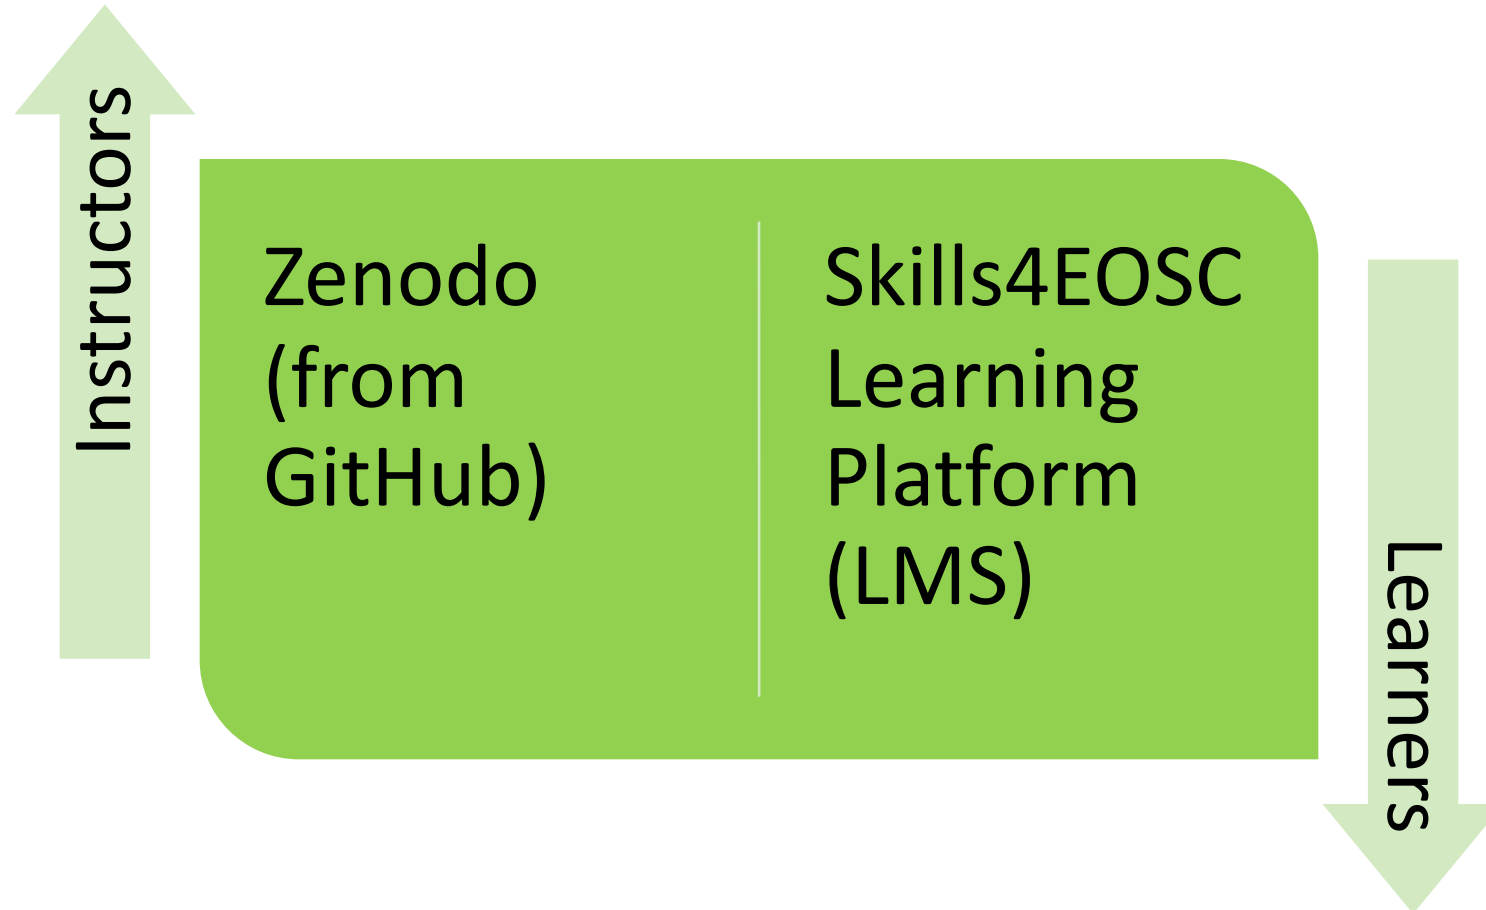 Instructors
Zenodo
(from
GitHub)
Skills4EOSC
Learning
Platform
(LMS)
Learners